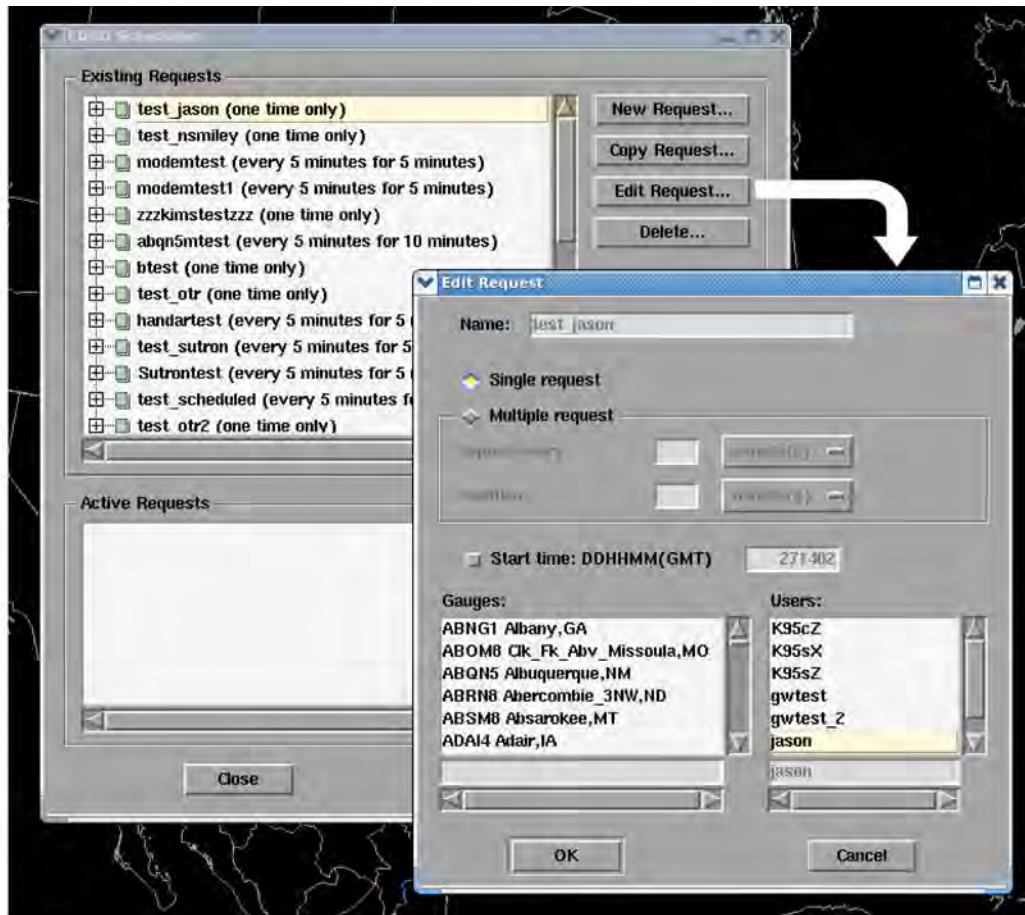 Scheduler
Existing Requests
test_jason (one time only)
test_nsmiley (one time only)
modemtest (every 5 minutes for 5 minutes)
modemtest1 (every 5 minutes for 5 minutes)
zzzkimstestzzz (one time only)
abqn5mtest (every 5 minutes for 10 minutes)
btest (one time only)
test_otr (one time only)
handartest (every 5 minutes for 5
test_sutron (every 5 minutes for 5
Sutrontest (every 5 minutes for 5
test_scheduled (every 5 minutes f
test_otr2 (one time only)
New Request...
Copy Request...
Edit Request...
Delete...
Active Requests
Close
Edit Request
Name: test_jason
Single request
Multiple request
Start time: DDHHMM(GMT) 271402
Gauges:
ABNG1 Albany,GA
ABOM8 Clk_Fk_Abv_Missoula,MO
ABQN5 Albuquerque,NM
ABRN8 Abercombie_3NW,ND
ABSM8 Absarokee,MT
ADAI4 Adair,IA
Users:
K95cZ
K95sX
K95sZ
gwtest
gwtest_2
jason
jason
OK
Cancel